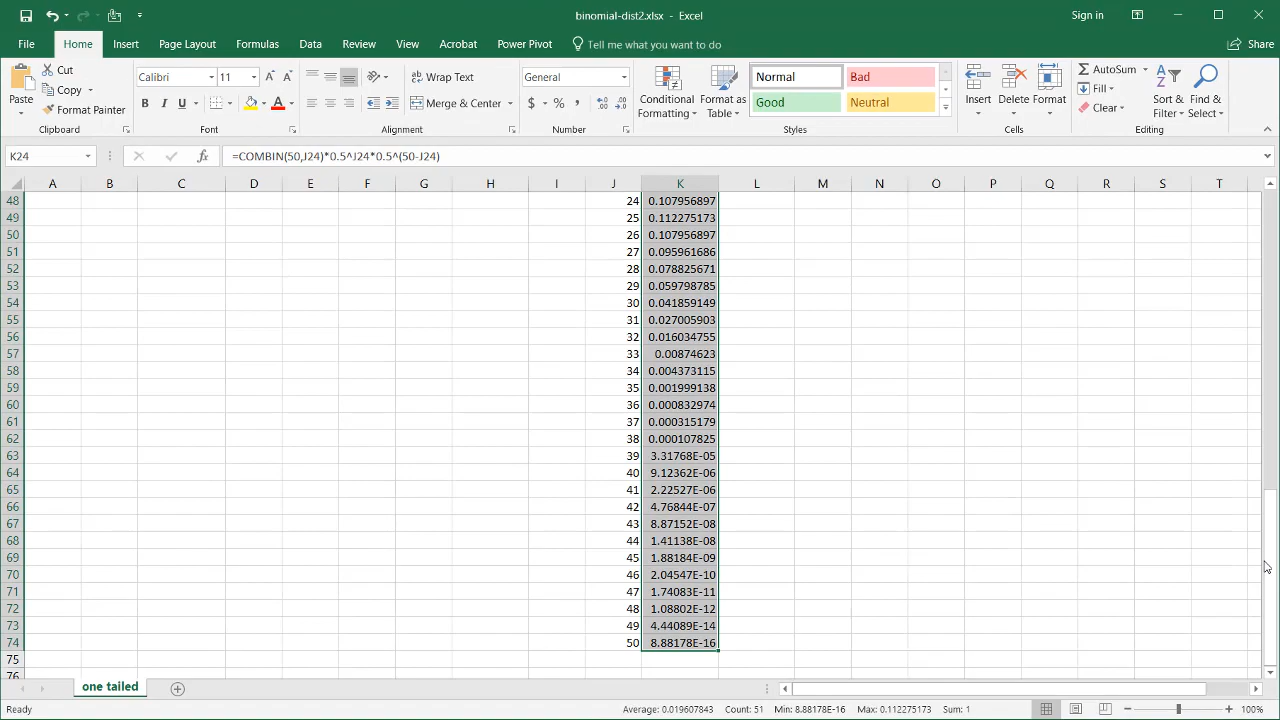 binomial-dist2.xlsx - Excel
Sign in
File Home Insert Page Layout Formulas Data Review View Acrobat Power Pivot Tell me what you want to do Share
Cut Calibri 11 Wrap Text General Normal Bad AutoSum
Copy Fill
Paste Format Painter B I U Merge & Center $ % Conditional Formatting Format as Table Good Neutral Insert Delete Format Clear Sort & Filter Find & Select
Clipboard Font Alignment Number Styles Cells Editing
K24 fx =COMBIN(50,J24)*0.5^J24*0.5^(50-J24)
A B C D E F G H I J K L M N O P Q R S T
48 24 0.107956897
49 25 0.112275173
50 26 0.107956897
51 27 0.095961686
52 28 0.078825671
53 29 0.059798785
54 30 0.041859149
55 31 0.027005903
56 32 0.016034755
57 33 0.00874623
58 34 0.004373115
59 35 0.001999138
60 36 0.000832974
61 37 0.000315179
62 38 0.000107825
63 39 3.31768E-05
64 40 9.12362E-06
65 41 2.22527E-06
66 42 4.76844E-07
67 43 8.87152E-08
68 44 1.41138E-08
69 45 1.88184E-09
70 46 2.04547E-10
71 47 1.74083E-11
72 48 1.08802E-12
73 49 4.44089E-14
74 50 8.88178E-16
75
76
one tailed
Ready Average: 0.019607843 Count: 51 Min: 8.88178E-16 Max: 0.112275173 Sum: 1 100%